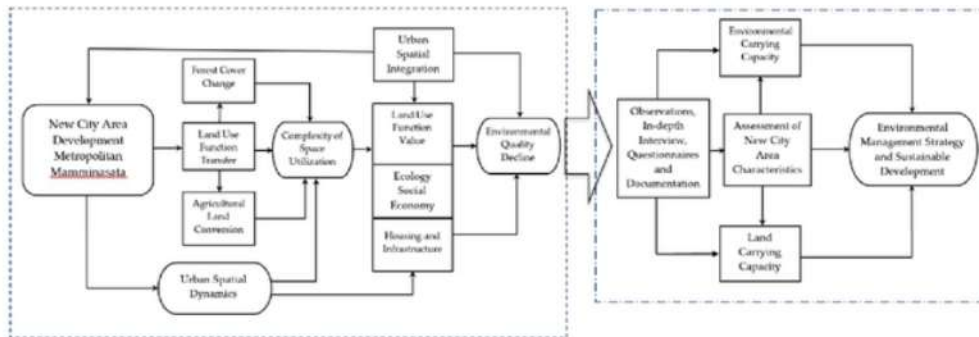 Urban
Spatial
Integration
Forest Cover
Change
New City Area
Development
Metropolitan
Mamminasata
Land Use
Function
Transfer
Complexity of
Space
Utilization
Land Use
Function
Value
Ecology
Social
Economy
Environmental
Quality
Decline
Agricultural
Land
Conversion
Housing and
Infrastructure
Urban Spatial
Dynamics
Environmental
Carrying
Capacity
Observations,
In-depth
Interview,
Questionnaires
and
Documentation
Assessment of
New City
Area
Characteristics
Environmental
Management Strategy
and Sustainable
Development
Land
Carrying
Capacity